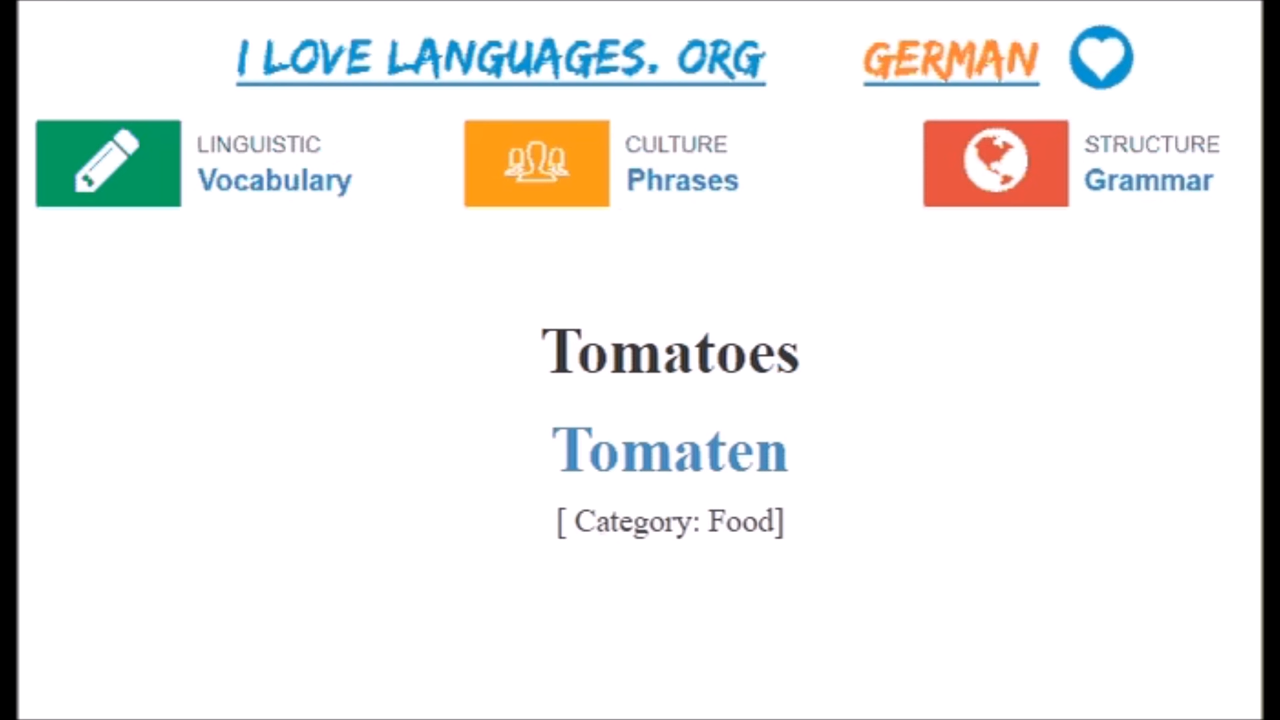 I LOVE LANGUAGES. ORG GERMAN
LINGUISTIC CULTURE STRUCTURE
Vocabulary Phrases Grammar
Tomatoes
Tomaten
[ Category: Food]